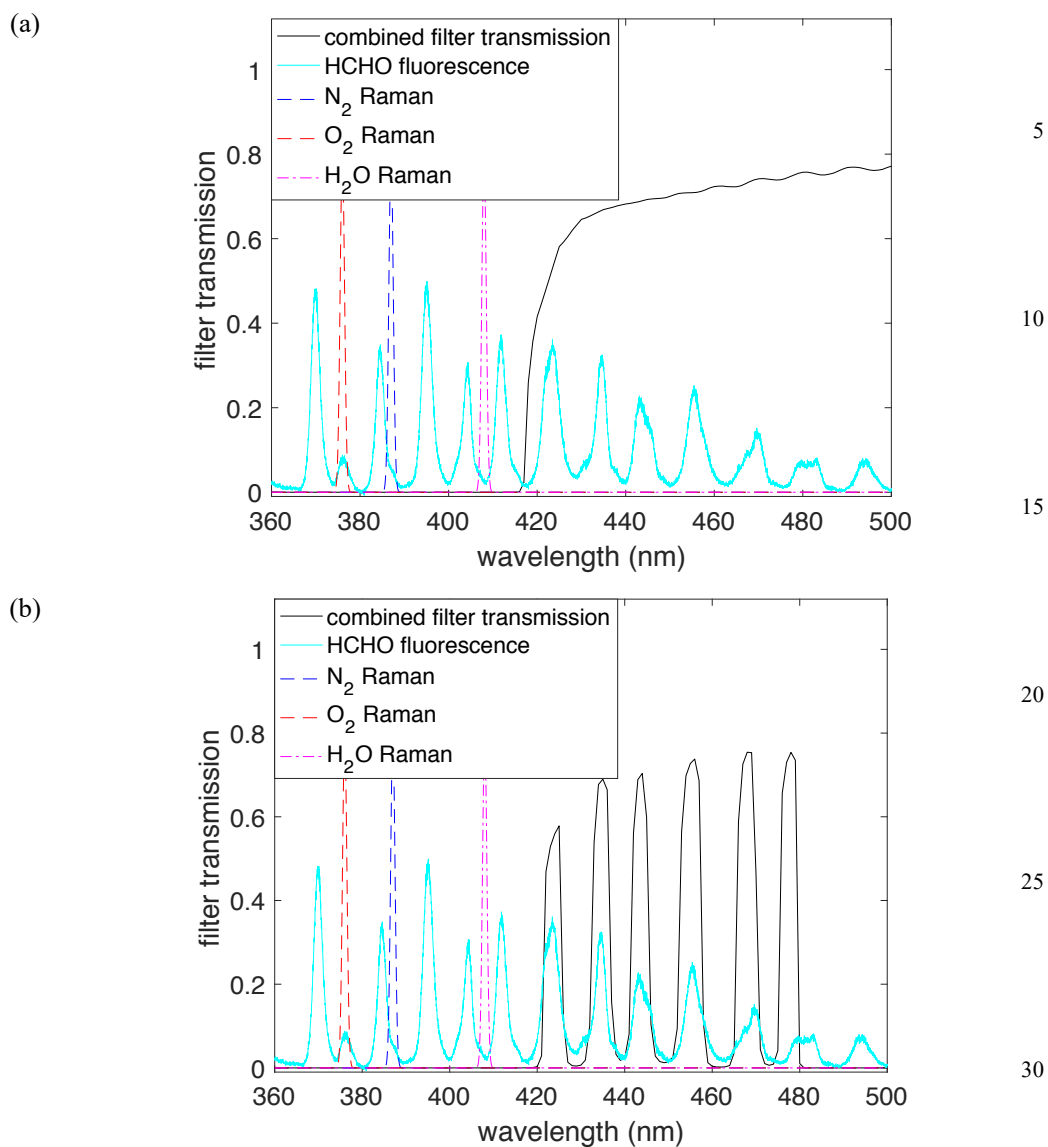 (a)
combined filter transmission
HCHO fluorescence
N2 Raman
O2 Raman
H2O Raman
filter transmission
1
0.8
0.6
0.4
0.2
0
360 380 400 420 440 460 480 500
wavelength (nm)
5
10
15
(b)
combined filter transmission
HCHO fluorescence
N2 Raman
O2 Raman
H2O Raman
filter transmission
1
0.8
0.6
0.4
0.2
0
360 380 400 420 440 460 480 500
wavelength (nm)
20
25
30